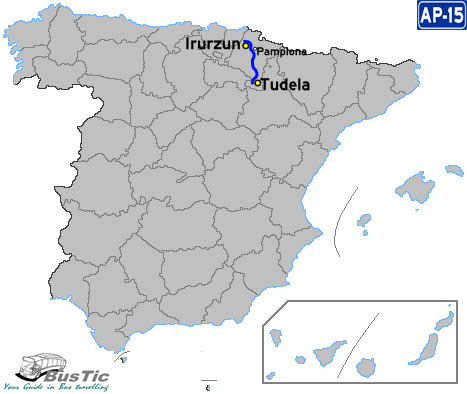 AP-15
Irurzun
Pamplona
Tudela
BusTic
Your Guide in Bus travelling